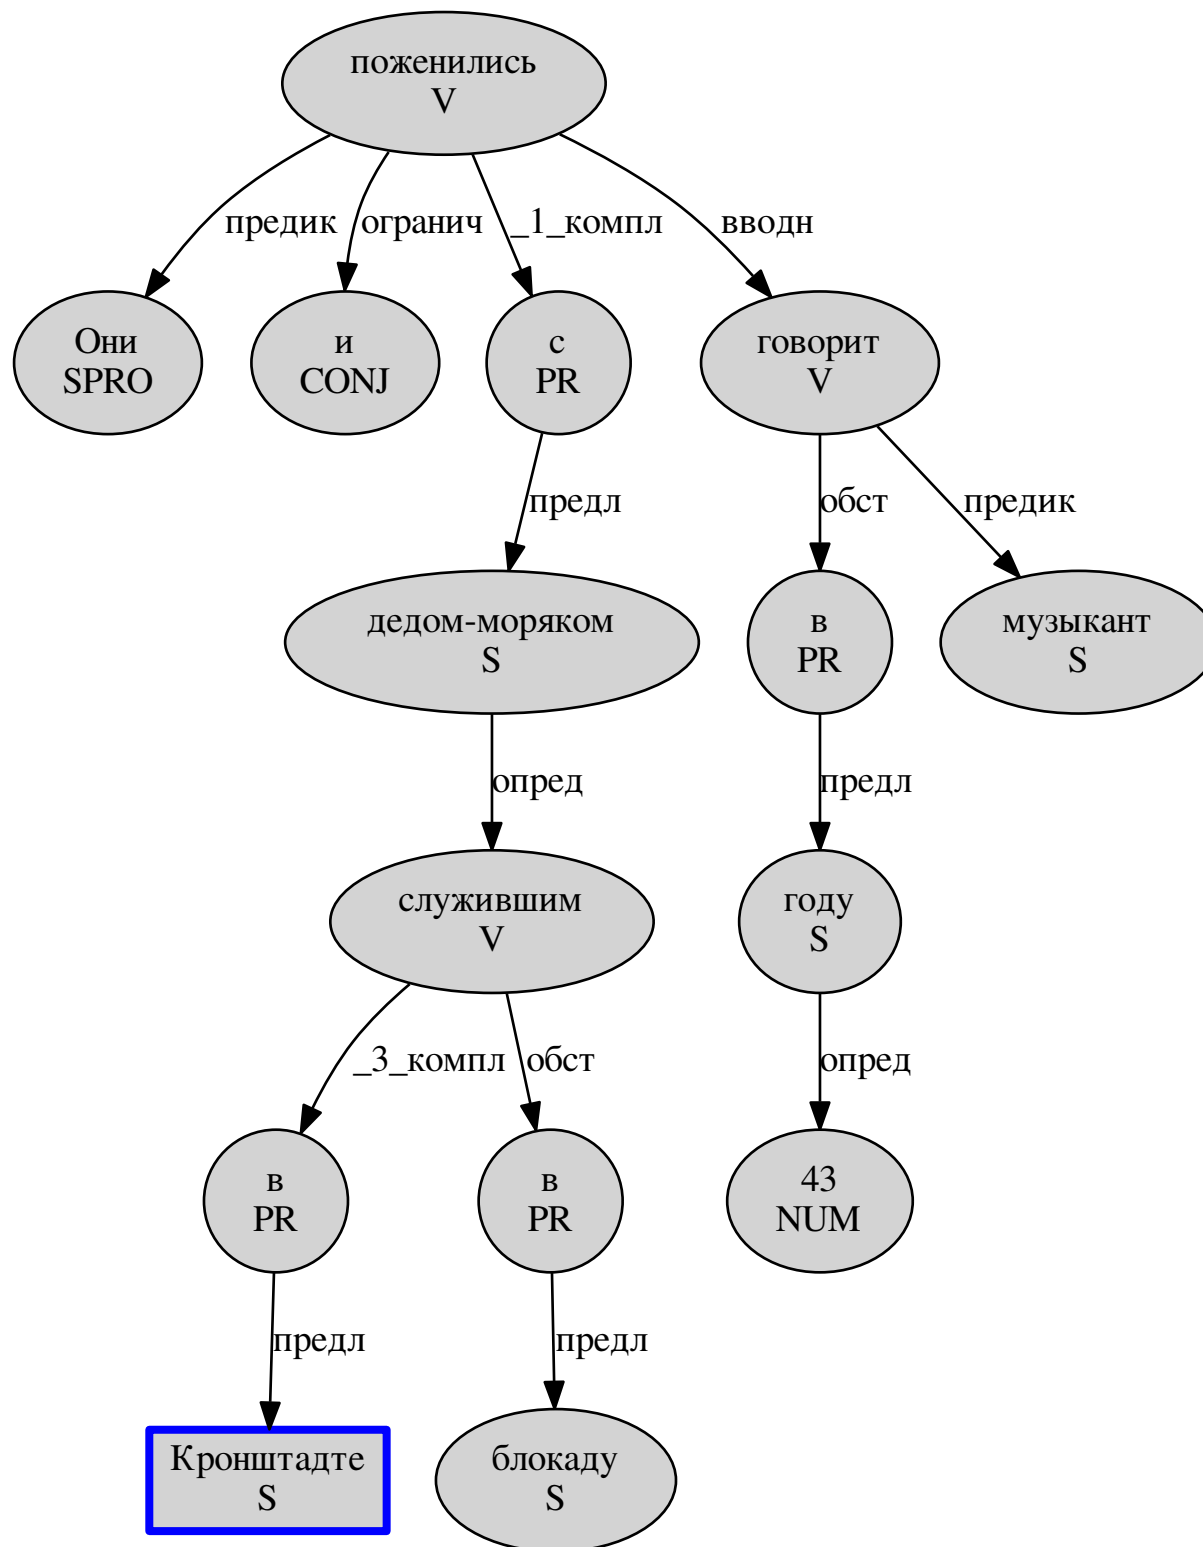 поженились
V
предик
огранич
_1_компл
вводн
Они
SPRO
и
CONJ
с
PR
говорит
V
предл
обст
предик
дедом-моряком
S
в
PR
музыкант
S
опред
предл
служившим
V
году
S
_3_компл
обст
опред
в
PR
в
PR
43
NUM
предл
предл
Кронштадте
S
блокаду
S